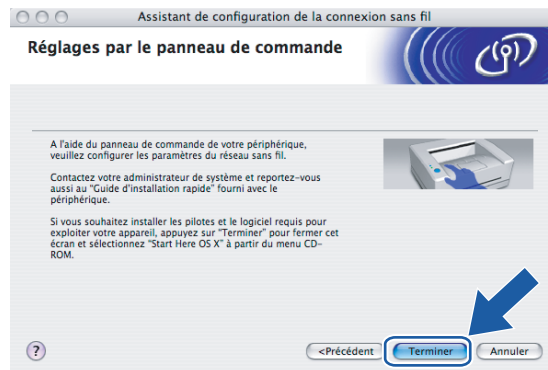 Assistant de configuration de la connexion sans fil
Réglages par le panneau de commande
A l'aide du panneau de commande de votre périphérique,
veuillez configurer les paramètres du réseau sans fil.
Contactez votre administrateur de système et reportez-vous
aussi au "Guide d'installation rapide" fourni avec le
périphérique.
Si vous souhaitez installer les pilotes et le logiciel requis pour
exploiter votre appareil, appuyez sur "Terminer" pour fermer cet
écran et sélectionnez "Start Here OS X" à partir du menu CD-
ROM.
?
<Précédent
Terminer
Annuler